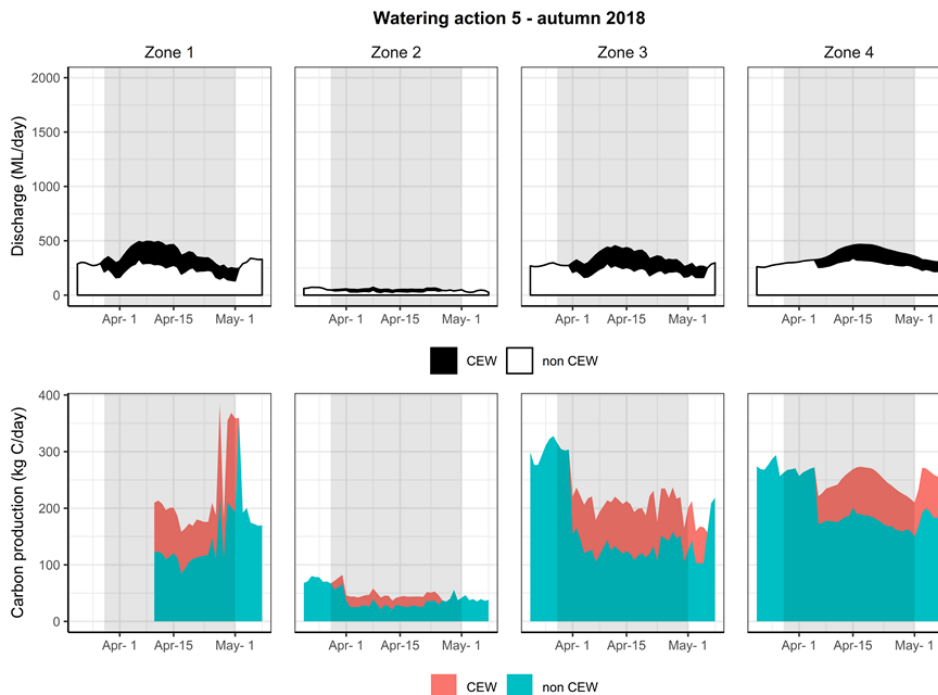 Watering action 5 - autumn 2018
Zone 1 Zone 2 Zone 3 Zone 4
Discharge (ML/day)
2000
1500
1000
500
0
Apr- 1 Apr-15 May- 1 Apr- 1 Apr-15 May- 1 Apr- 1 Apr-15 May- 1 Apr- 1 Apr-15 May- 1
CEW non CEW
Carbon production (kg C/day)
400
300
200
100
0
Apr- 1 Apr-15 May- 1 Apr- 1 Apr-15 May- 1 Apr- 1 Apr-15 May- 1 Apr- 1 Apr-15 May- 1
CEW non CEW